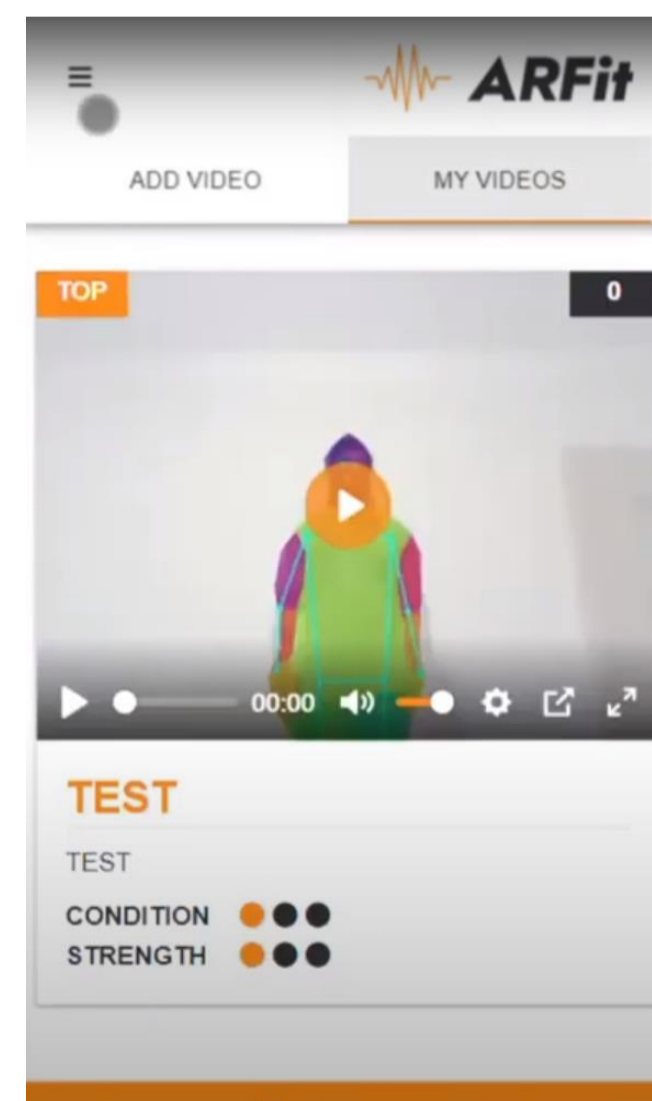 ARFit
ADD VIDEO MY VIDEOS
TOP 0
00:00
TEST
TEST
CONDITION
STRENGTH